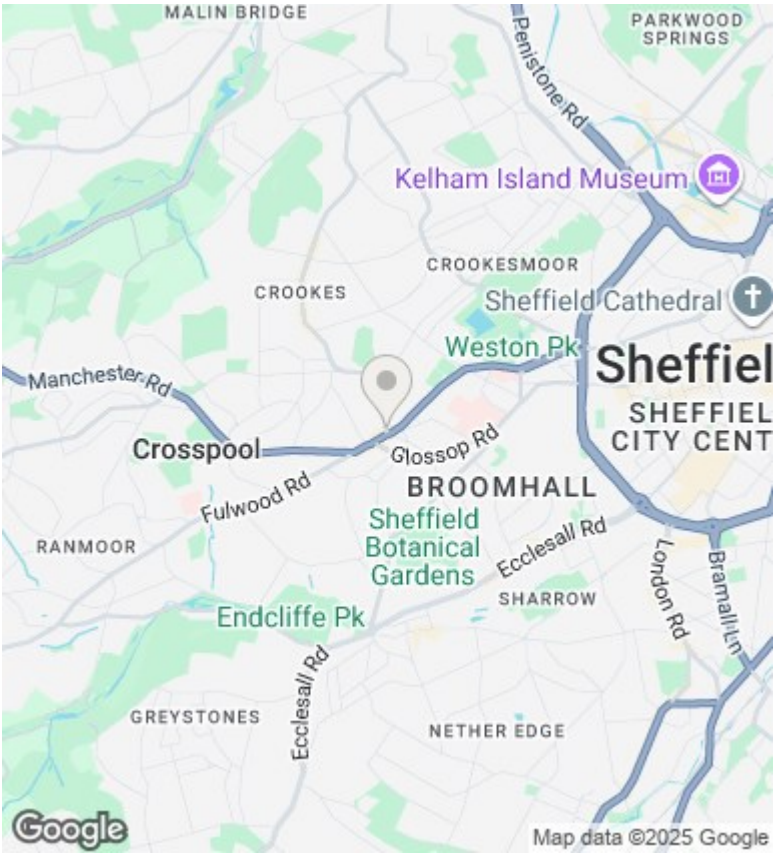 MALIN BRIDGE
PARKWOOD
SPRINGS
Penistone Rd
Kelham Island Museum
CROOKESMOOR
CROOKES
Sheffield Cathedral
Weston Pk
Manchester Rd
Sheffiel
SHEFFIEL
CITY CENT
Crosspool
Glossop Rd
BROOMHALL
Fulwood Rd
Sheffield
Botanical
Gardens
RANMOOR
Ecclesall Rd
SHARROW
London Rd
Bramall Ln
Endcliffe Pk
Ecclesall Rd
GREYSTONES
NETHER EDGE
Google
Map data ©2025 Google